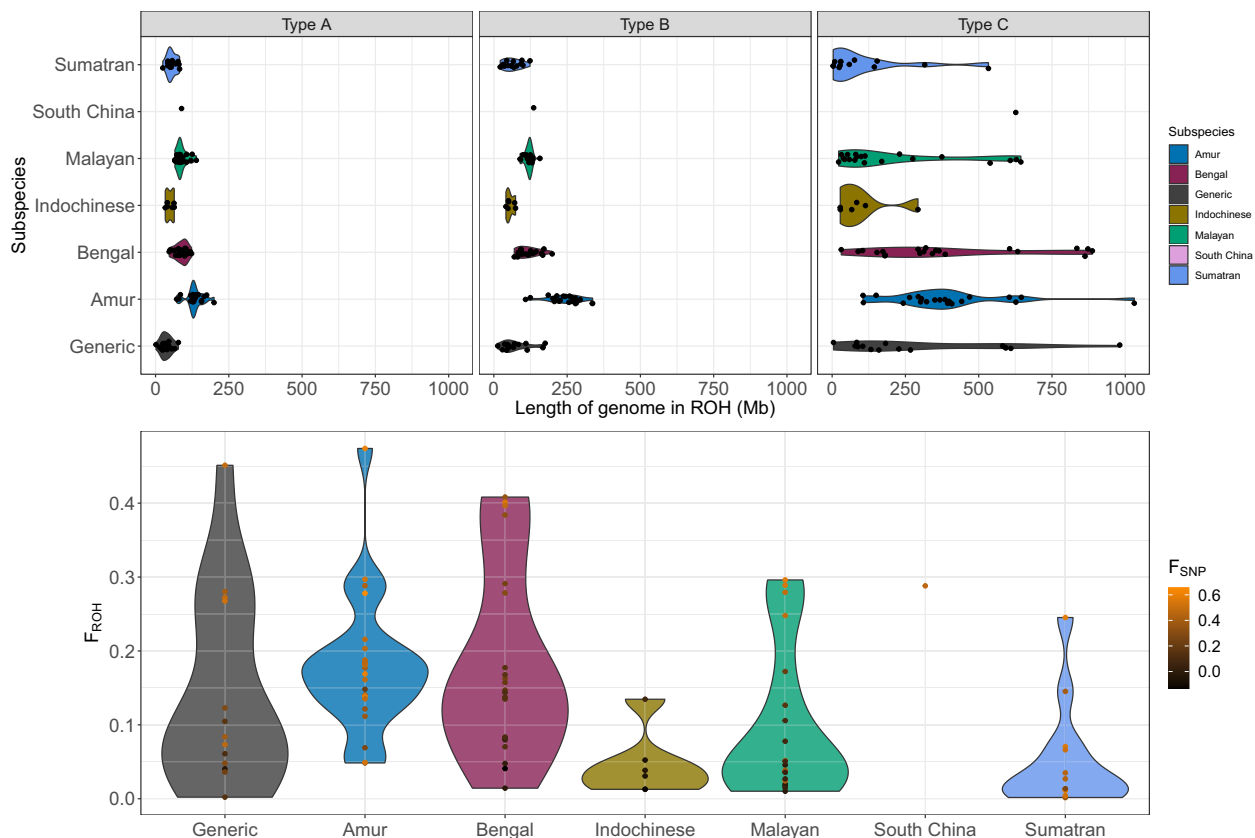 Type A Type B Type C
Sumatran
South China
Malayan
Indochinese
Bengal
Amur
Generic
Subspecies
0 250 500 750 1000 0 250 500 750 1000 0 250 500 750 1000
Length of genome in ROH (Mb)
Subspecies
Amur
Bengal
Generic
Indochinese
Malayan
South China
Sumatran
0.4
0.3
0.2
0.1
0.0
FROH
Generic Amur Bengal Indochinese Malayan South China Sumatran
FSNP
0.6
0.4
0.2
0.0